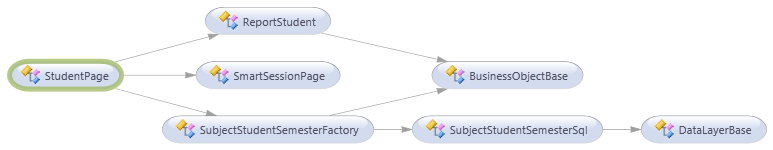 ReportStudent
StudentPage
SmartSessionPage
BusinessObjectBase
SubjectStudentSemesterFactory
SubjectStudentSemesterSql
DataLayerBase